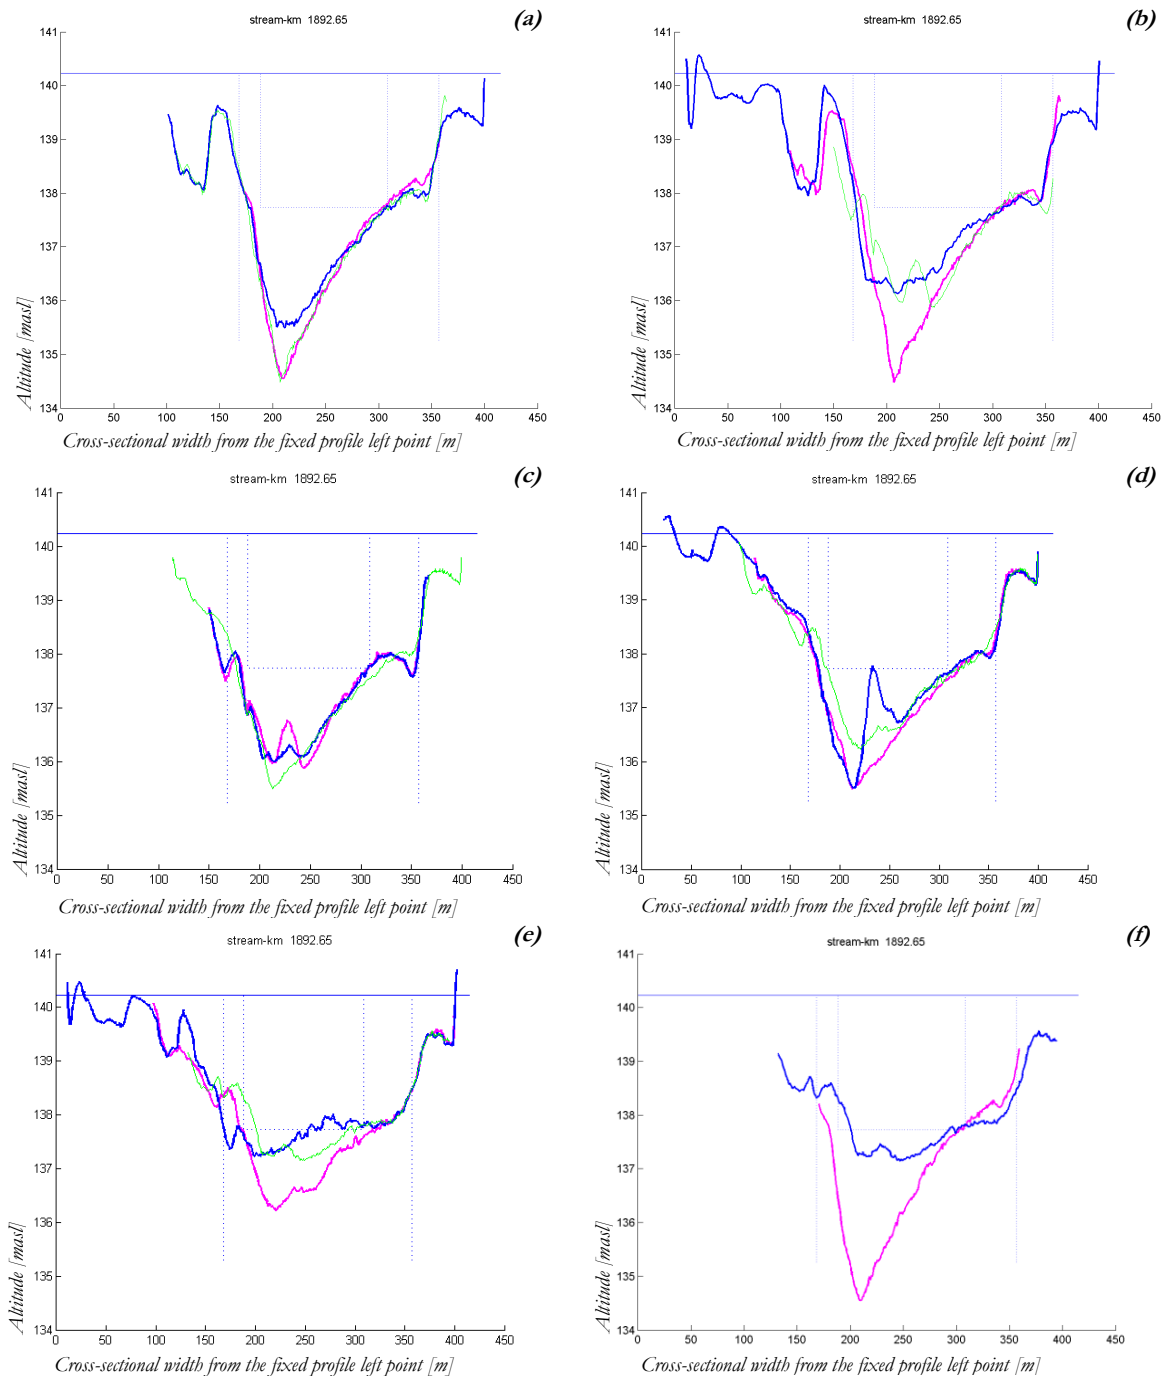 stream-km 1892.65
(a)
141
140
139
138
137
136
135
134
0 50 100 150 200 250 300 350 400 450
Altitude [masl]
Cross-sectional width from the fixed profile left point [m]
stream-km 1892.65
(b)
141
140
139
138
137
136
135
134
0 50 100 150 200 250 300 350 400 450
Altitude [masl]
Cross-sectional width from the fixed profile left point [m]
stream-km 1892.65
(c)
141
140
139
138
137
136
135
134
0 50 100 150 200 250 300 350 400 450
Altitude [masl]
Cross-sectional width from the fixed profile left point [m]
stream-km 1892.65
(d)
141
140
139
138
137
136
135
134
0 50 100 150 200 250 300 350 400 450
Altitude [masl]
Cross-sectional width from the fixed profile left point [m]
stream-km 1892.65
(e)
141
140
139
138
137
136
135
134
0 50 100 150 200 250 300 350 400 450
Altitude [masl]
Cross-sectional width from the fixed profile left point [m]
stream-km 1892.65
(f)
141
140
139
138
137
136
135
134
0 50 100 150 200 250 300 350 400 450
Altitude [masl]
Cross-sectional width from the fixed profile left point [m]